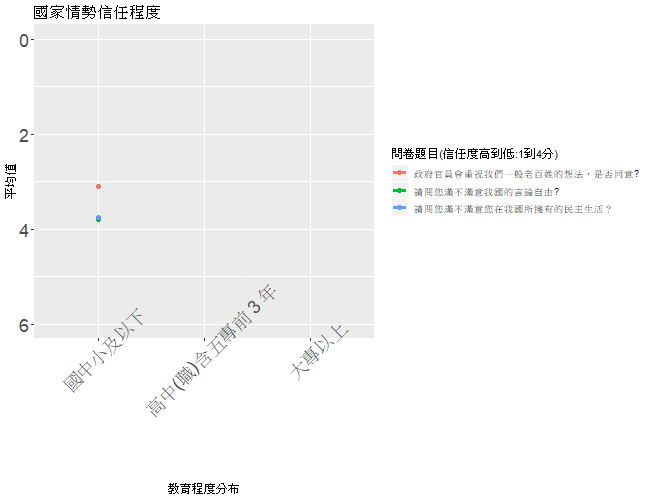 國家情勢信任程度
0
2
4
6
平均值
國中小及以下
高中(職)含五專前 3 年
大專以上
教育程度分布
問卷題目(信任度高到低:1到4分)
政府官員會重視我們一般老百姓的想法，是否同意?
請問您滿不滿意我國的言論自由?
請問您滿不滿意您在我國所擁有的民主生活？